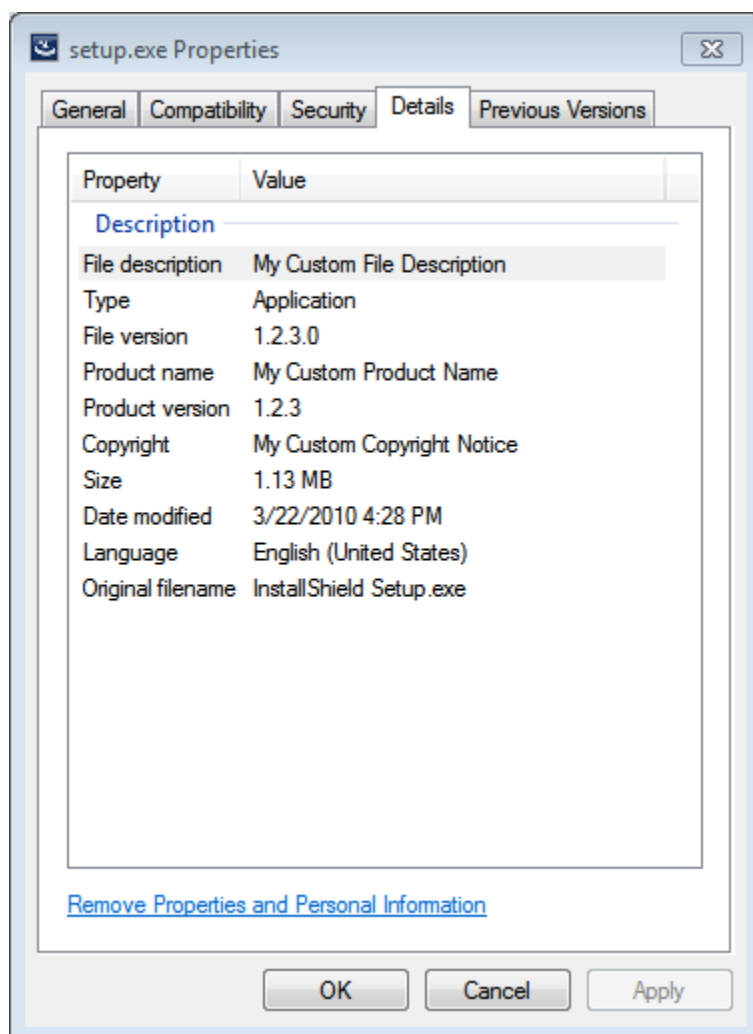 setup.exe Properties
General Compatibility Security Details Previous Versions
Property Value
Description
File description My Custom File Description
Type Application
File version 1.2.3.0
Product name My Custom Product Name
Product version 1.2.3
Copyright My Custom Copyright Notice
Size 1.13 MB
Date modified 3/22/2010 4:28 PM
Language English (United States)
Original filename InstallShield Setup.exe
Remove Properties and Personal Information
OK Cancel Apply